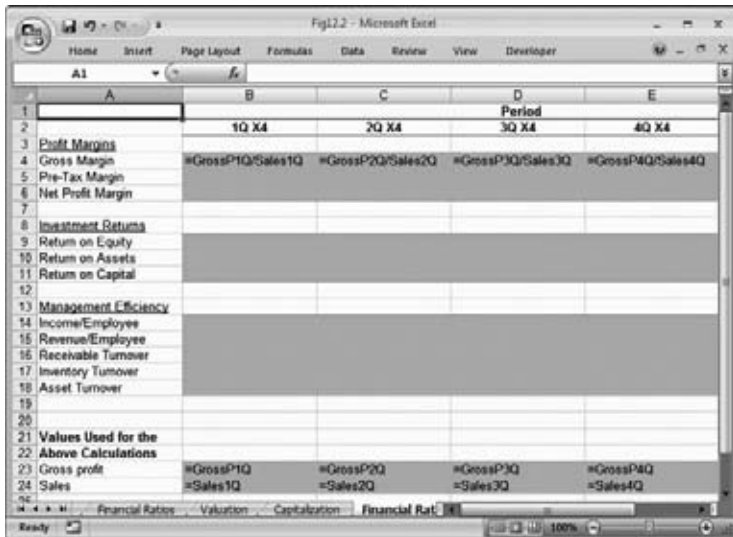 Fig12.2 - Microsoft Excel
Home Insert Page Layout Formulas Data Review View Developer
A1 fx
A B C D E
1 Period
2 1Q X4 2Q X4 3Q X4 4Q X4
3 Profit Margins
4 Gross Margin =GrossP1Q/Sales1Q =GrossP2Q/Sales2Q =GrossP3Q/Sales3Q =GrossP4Q/Sales4Q
5 Pre-Tax Margin
6 Net Profit Margin
7
8 Investment Returns
9 Return on Equity
10 Return on Assets
11 Return on Capital
12
13 Management Efficiency
14 Income/Employee
15 Revenue/Employee
16 Receivable Turnover
17 Inventory Turnover
18 Asset Turnover
19
20
21 Values Used for the
22 Above Calculations
23 Gross profit =GrossP1Q =GrossP2Q =GrossP3Q =GrossP4Q
24 Sales =Sales1Q =Sales2Q =Sales3Q =Sales4Q
Financial Ratios Valuation Capitalization Financial Rat
Ready 100%